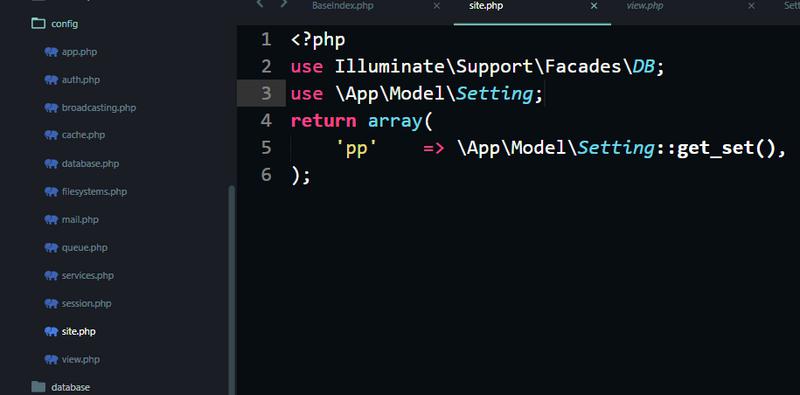 config
app.php
auth.php
broadcasting.php
cache.php
database.php
filesystems.php
mail.php
queue.php
services.php
session.php
site.php
view.php
database
BaseIndex.php
site.php
view.php
1 <?php
2 use Illuminate\Support\Facades\DB;
3 use \App\Model\Setting;
4 return array(
5 'pp' => \App\Model\Setting::get_set(),
6 );